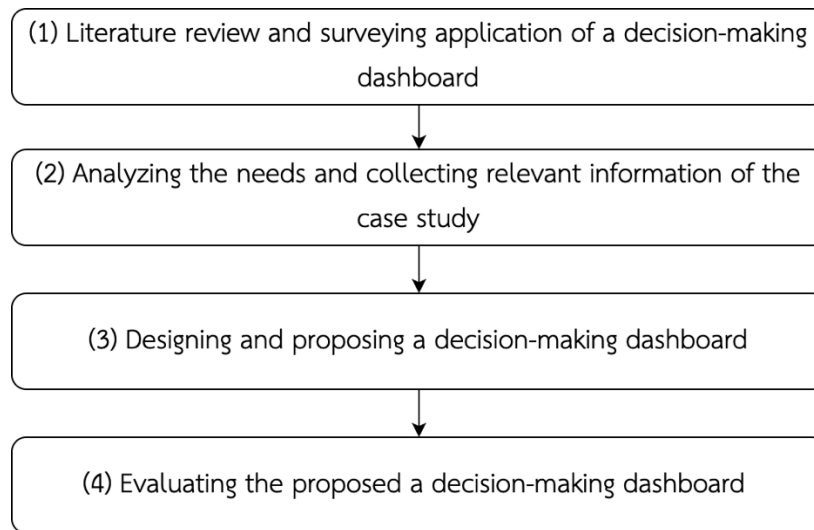 (1) Literature review and surveying application of a decision-making
dashboard
(2) Analyzing the needs and collecting relevant information of the
case study
(3) Designing and proposing a decision-making dashboard
(4) Evaluating the proposed a decision-making dashboard